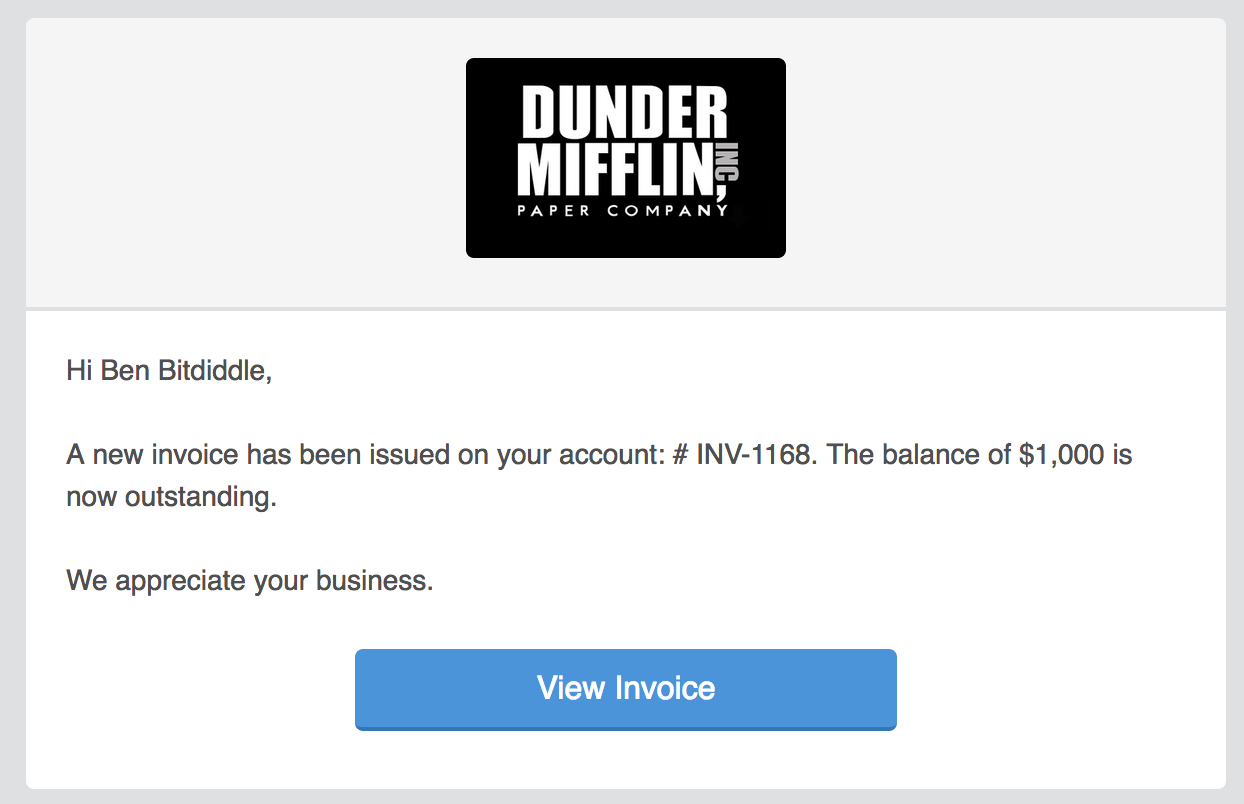 DUNDER
MIFFLIN, INC
PAPER COMPANY
Hi Ben Bitdiddle,
A new invoice has been issued on your account: # INV-1168. The balance of $1,000 is
now outstanding.
We appreciate your business.
View Invoice